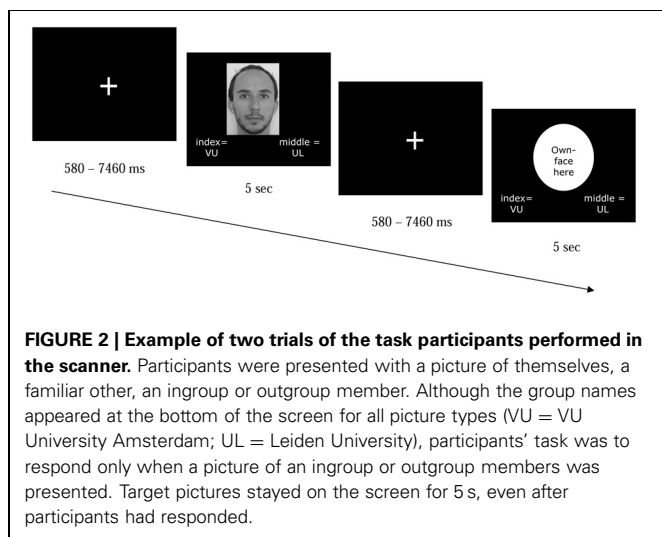 +
index=
VU
middle =
UL
580 – 7460 ms
5 sec
+
Own-
face
here
index=
VU
middle =
UL
580 – 7460 ms
5 sec
FIGURE 2 | Example of two trials of the task participants performed in
the scanner. Participants were presented with a picture of themselves, a
familiar other, an ingroup or outgroup member. Although the group names
appeared at the bottom of the screen for all picture types (VU = VU
University Amsterdam; UL = Leiden University), participants’ task was to
respond only when a picture of an ingroup or outgroup members was
presented. Target pictures stayed on the screen for 5 s, even after
participants had responded.